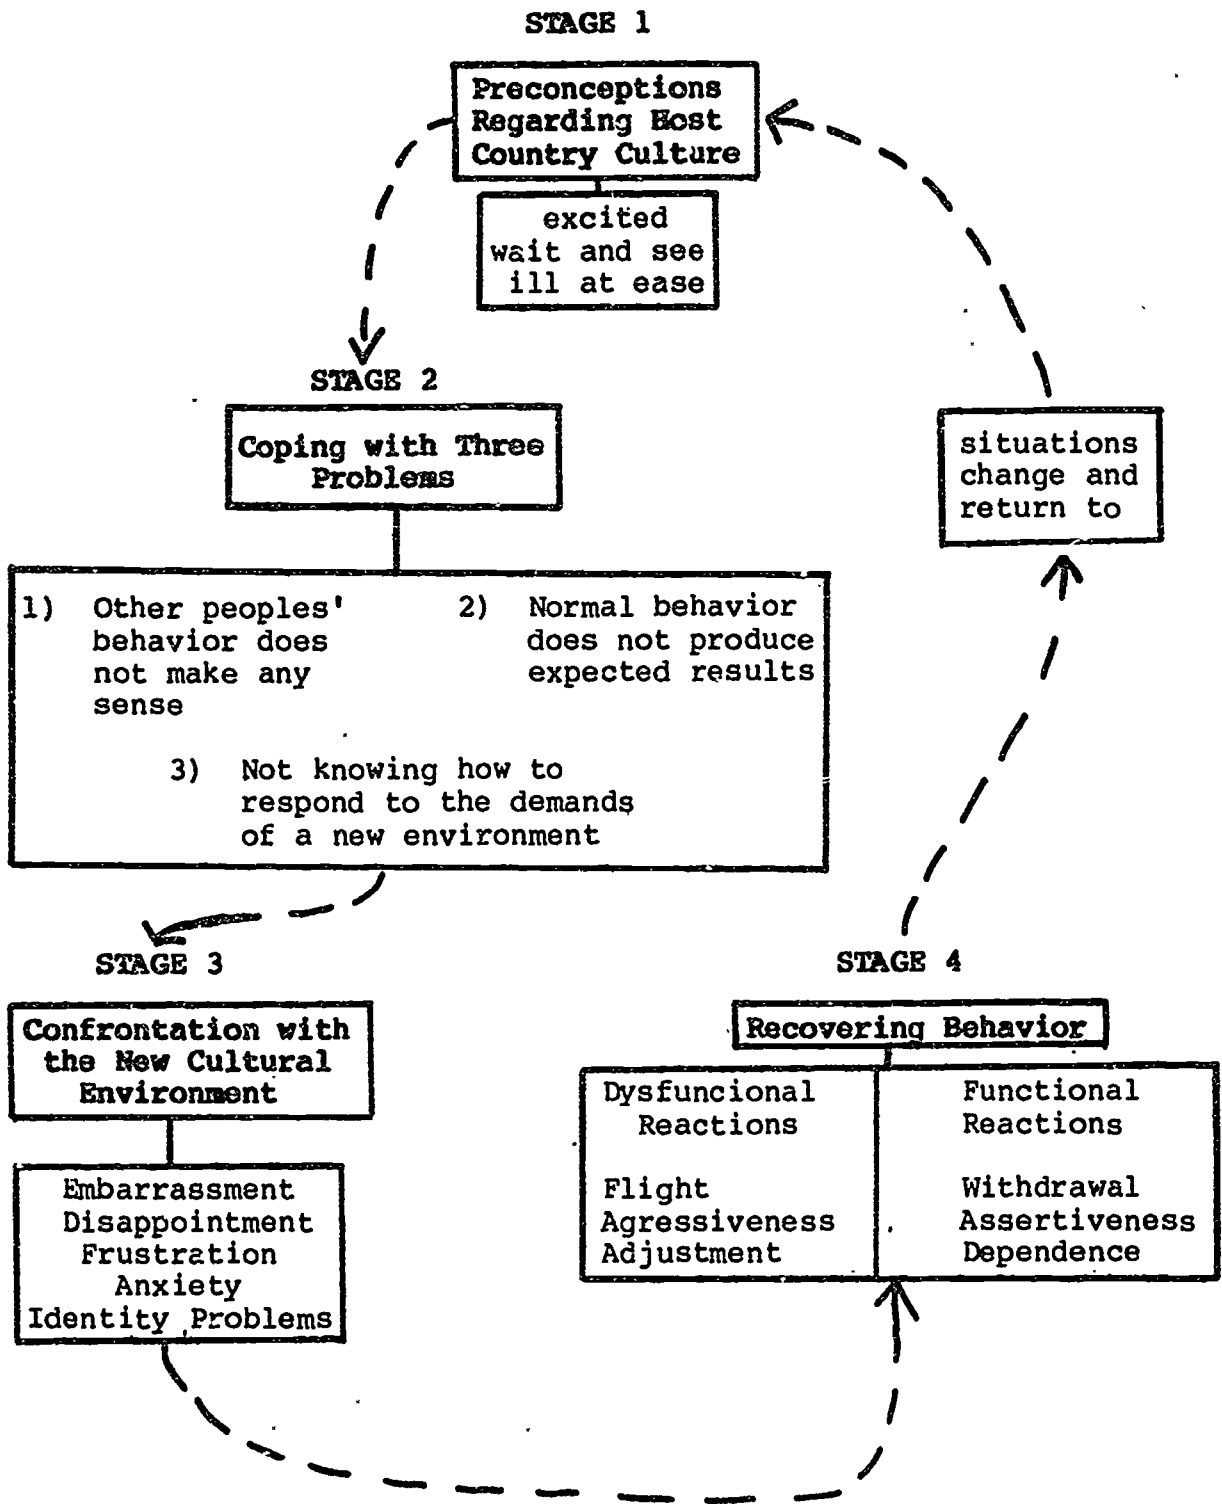 STAGE 1
Preconceptions
Regarding Host
Country Culture
excited
wait and see
ill at ease
STAGE 2
Coping with Three
Problems
1) Other peoples'
behavior does
not make any
sense
2) Normal behavior
does not produce
expected results
3) Not knowing how to
respond to the demands
of a new environment
STAGE 3
Confrontation with
the New Cultural
Environment
Embarrassment
Disappointment
Frustration
Anxiety
Identity Problems
STAGE 4
Recovering Behavior
Dysfuncional
Reactions
Flight
Agressiveness
Adjustment
Functional
Reactions
Withdrawal
Assertiveness
Dependence
situations
change and
return to